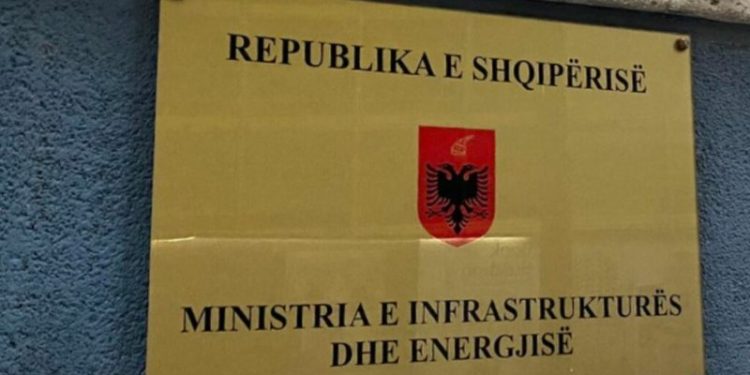 REPUBLIKA E SHQIPËRISË
MINISTRIA E INFRASTRUKTURËS
DHE ENERGJISË